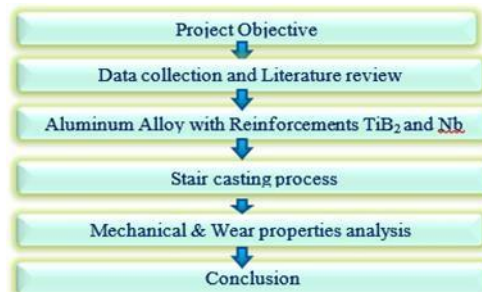 Project Objective
Data collection and Literature review
Aluminum Alloy with Reinforcements TiB₂ and Nb
Stair casting process
Mechanical & Wear properties analysis
Conclusion